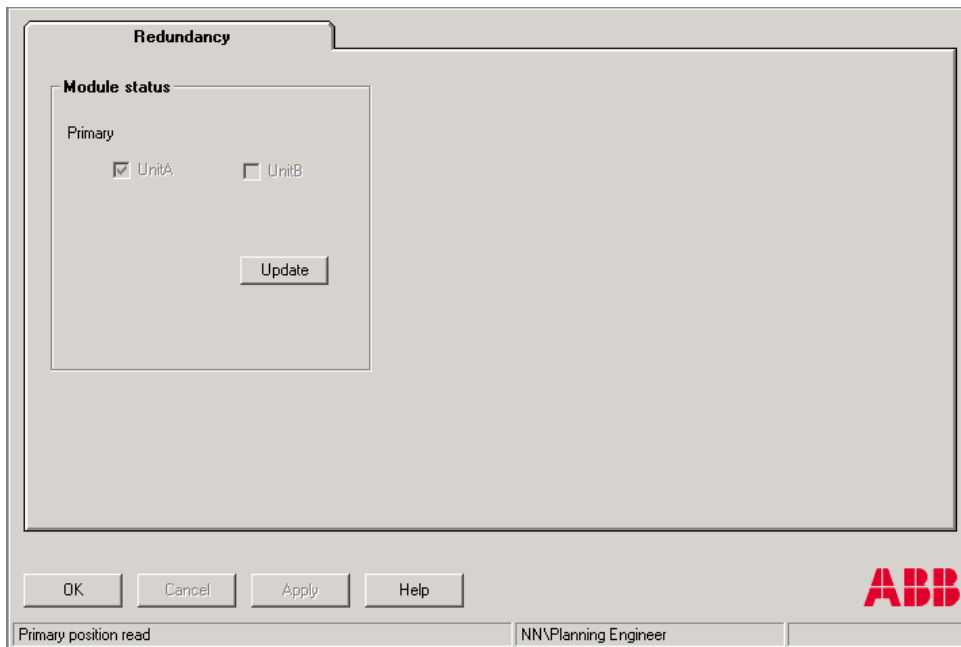 Redundancy
Module status
Primary
UnitA UnitB
Update
OK Cancel Apply Help
ABB
Primary position read NN\Planning Engineer